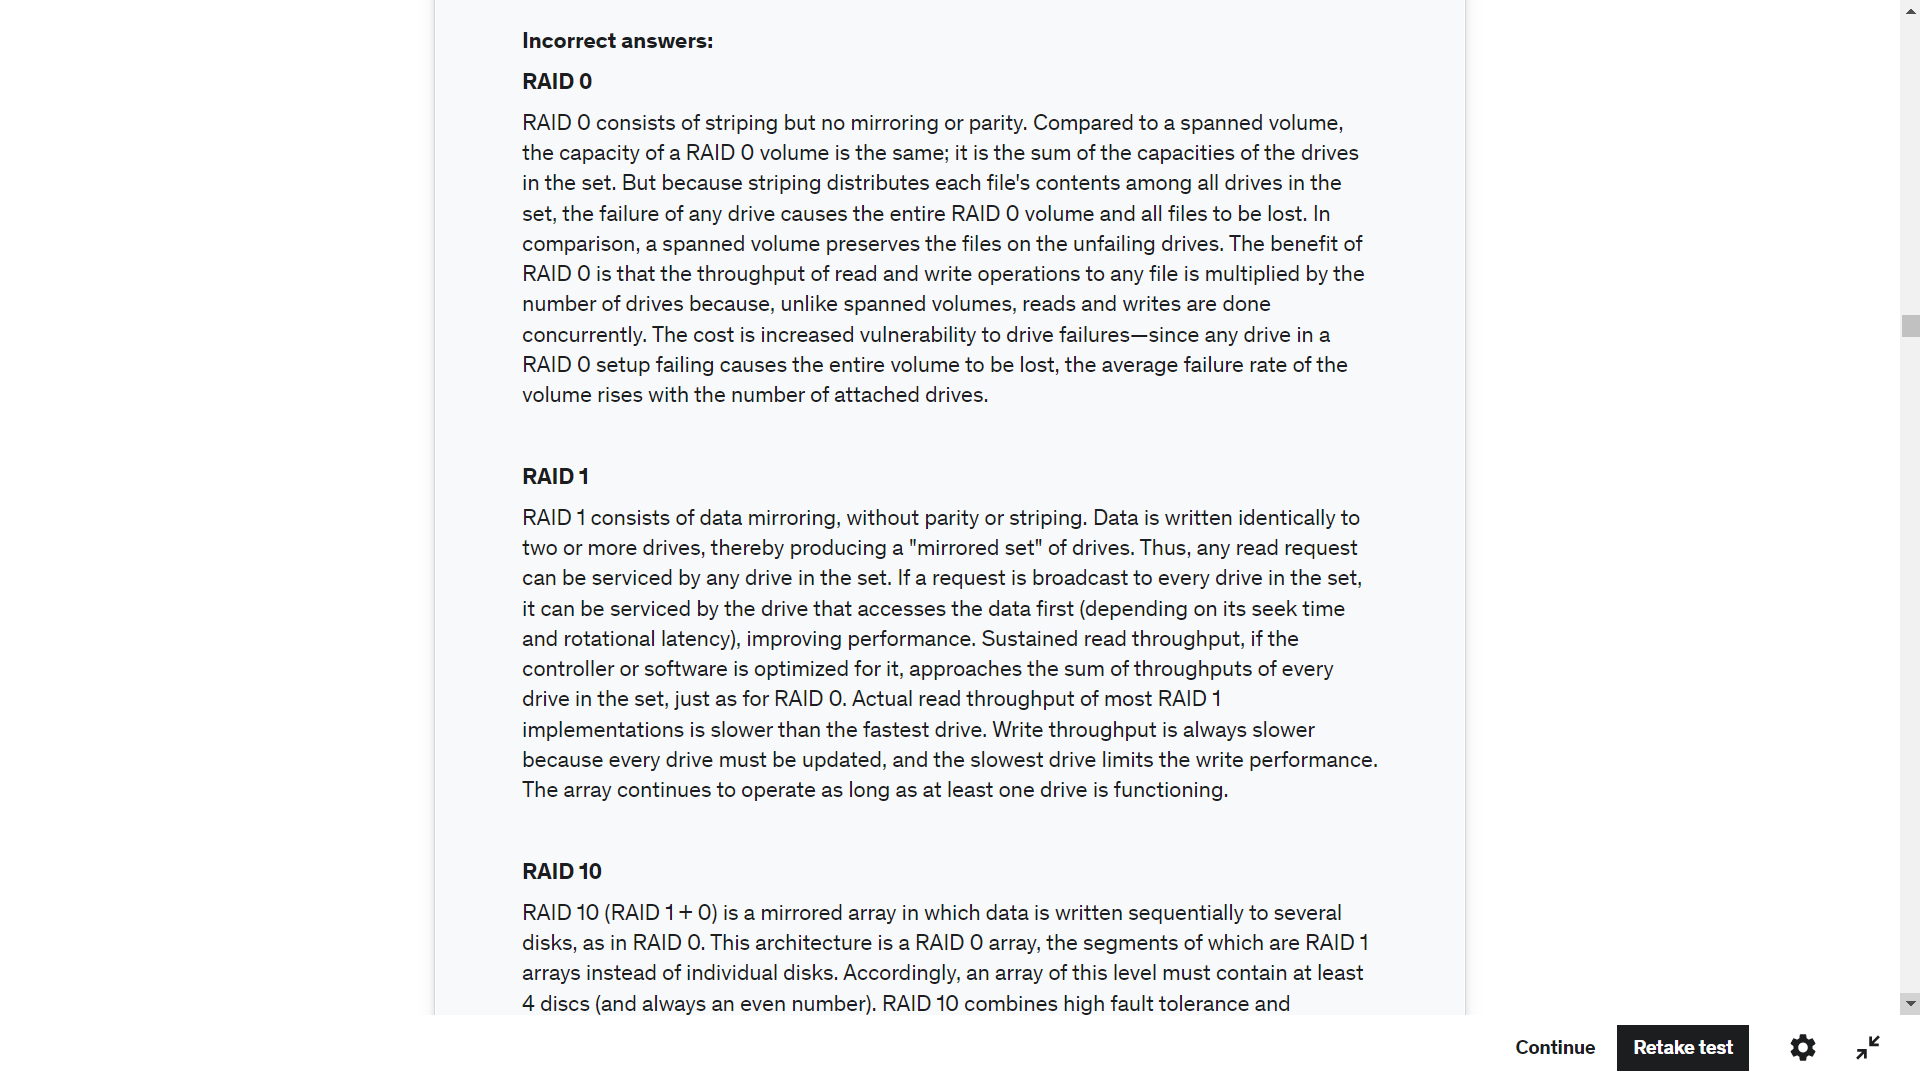 Incorrect answers:
RAID 0
RAID 0 consists of striping but no mirroring or parity. Compared to a spanned volume,
the capacity of a RAID 0 volume is the same; it is the sum of the capacities of the drives
in the set. But because striping distributes each file's contents among all drives in the
set, the failure of any drive causes the entire RAID 0 volume and all files to be lost. In
comparison, a spanned volume preserves the files on the unfailing drives. The benefit of
RAID 0 is that the throughput of read and write operations to any file is multiplied by the
number of drives because, unlike spanned volumes, reads and writes are done
concurrently. The cost is increased vulnerability to drive failures—since any drive in a
RAID 0 setup failing causes the entire volume to be lost, the average failure rate of the
volume rises with the number of attached drives.
RAID 1
RAID 1 consists of data mirroring, without parity or striping. Data is written identically to
two or more drives, thereby producing a "mirrored set" of drives. Thus, any read request
can be serviced by any drive in the set. If a request is broadcast to every drive in the set,
it can be serviced by the drive that accesses the data first (depending on its seek time
and rotational latency), improving performance. Sustained read throughput, if the
controller or software is optimized for it, approaches the sum of throughputs of every
drive in the set, just as for RAID 0. Actual read throughput of most RAID 1
implementations is slower than the fastest drive. Write throughput is always slower
because every drive must be updated, and the slowest drive limits the write performance.
The array continues to operate as long as at least one drive is functioning.
RAID 10
RAID 10 (RAID 1 + 0) is a mirrored array in which data is written sequentially to several
disks, as in RAID 0. This architecture is a RAID 0 array, the segments of which are RAID 1
arrays instead of individual disks. Accordingly, an array of this level must contain at least
4 discs (and always an even number). RAID 10 combines high fault tolerance and
Continue
Retake test